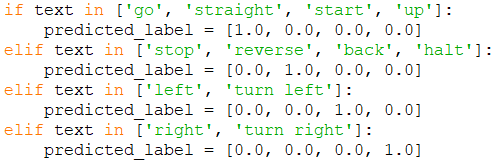 if text in ['go', 'straight', 'start', 'up']:
    predicted_label = [1.0, 0.0, 0.0, 0.0]
elif text in ['stop', 'reverse', 'back', 'halt']:
    predicted_label = [0.0, 1.0, 0.0, 0.0]
elif text in ['left', 'turn left']:
    predicted_label = [0.0, 0.0, 1.0, 0.0]
elif text in ['right', 'turn right']:
    predicted_label = [0.0, 0.0, 0.0, 1.0]